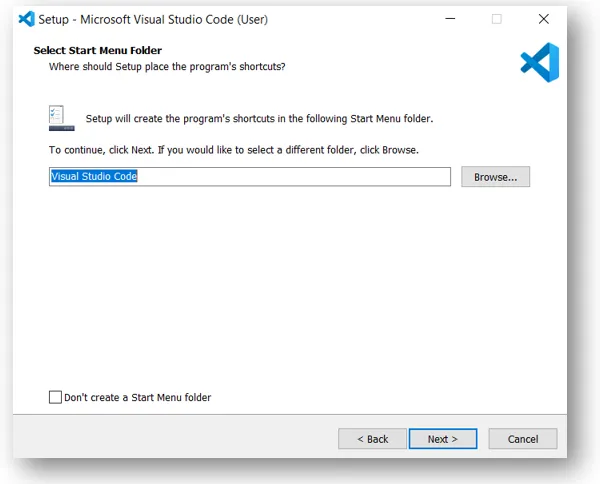 Setup - Microsoft Visual Studio Code (User)
Select Start Menu Folder
Where should Setup place the program's shortcuts?
Setup will create the program's shortcuts in the following Start Menu folder.
To continue, click Next. If you would like to select a different folder, click Browse.
Visual Studio Code
Browse...
Don't create a Start Menu folder
< Back
Next >
Cancel